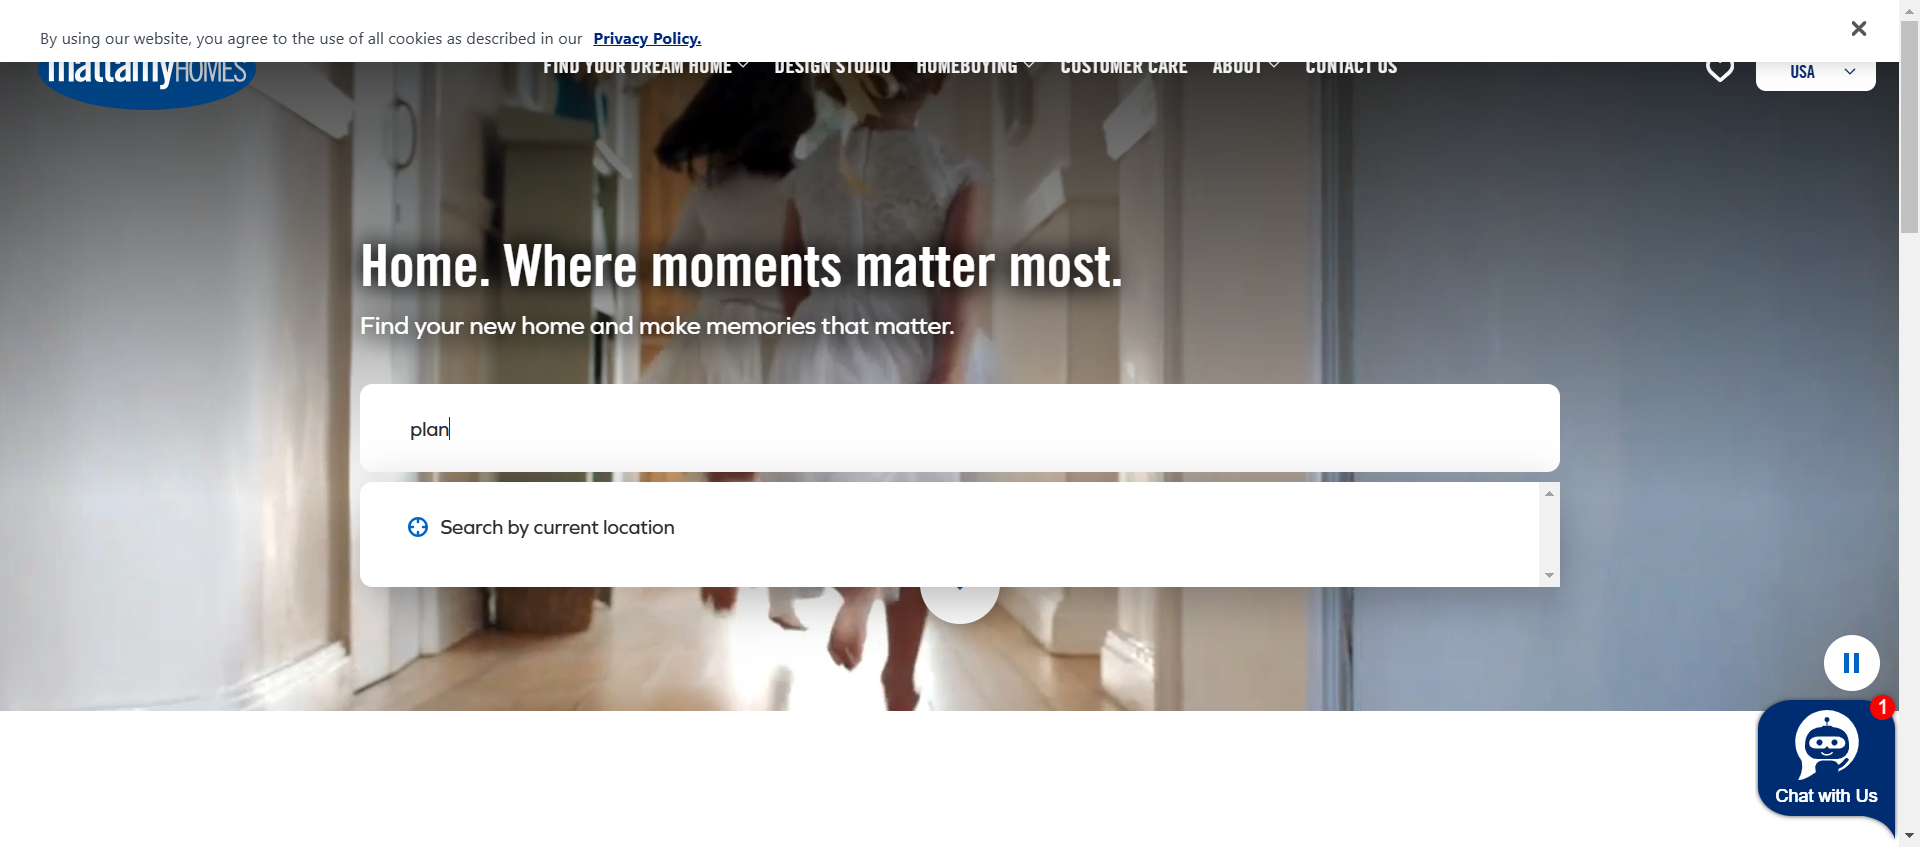 By using our website, you agree to the use of all cookies as described in our Privacy Policy.
mattamyHOMES
FIND YOUR DREAM HOME
DESIGN STUDIO
HOMEBUYING
CUSTOMER CARE
ABOUT
CONTACT US
USA
Home. Where moments matter most.
Find your new home and make memories that matter.
plan
Search by current location
1
Chat with Us